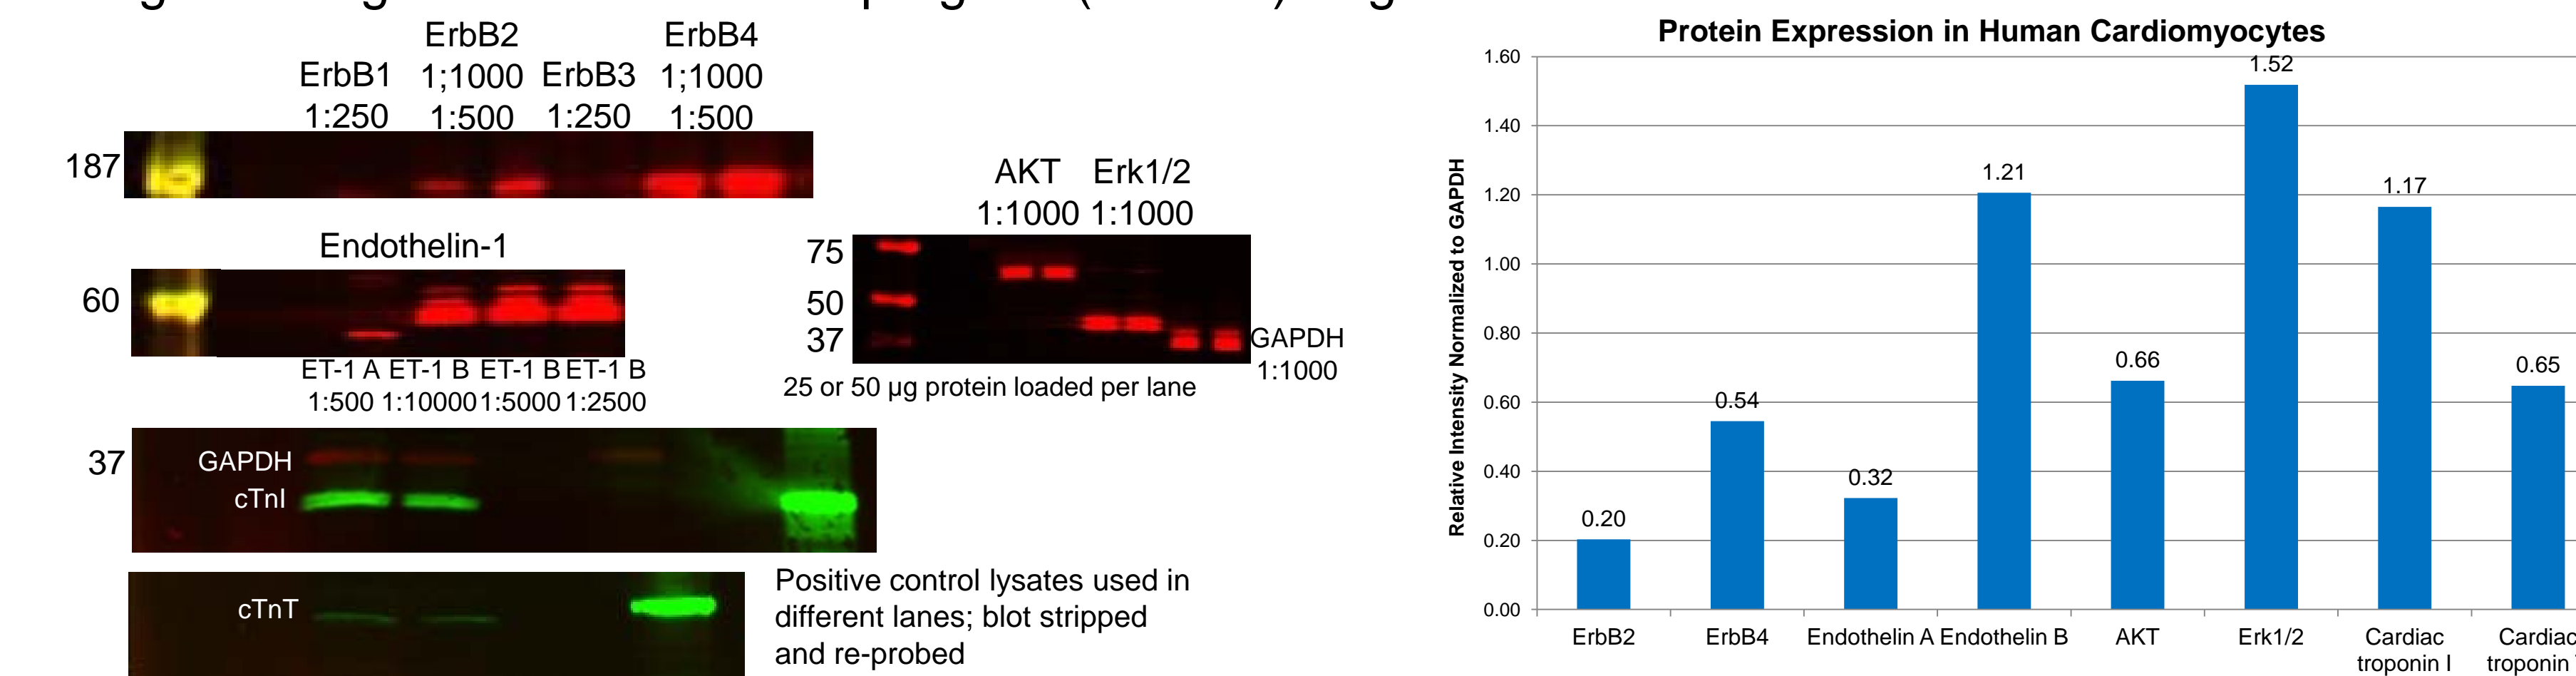 ErbB2
ErbB4
ErbB1 1;1000 ErbB3 1;1000
1:250 1:500 1:250 1:500
187
Endothelin-1
60
ET-1 A ET-1 B ET-1 B ET-1 B
1:500 1:10000 1:5000 1:2500
AKT Erk1/2
1:1000 1:1000
75
50
37
GAPDH
1:1000
25 or 50 µg protein loaded per lane
37
GAPDH
cTnI
cTnT
Positive control lysates used in
different lanes; blot stripped
and re-probed
Protein Expression in Human Cardiomyocytes
Relative Intensity Normalized to GAPDH
1.60
1.40
1.20
1.00
0.80
0.60
0.40
0.20
0.00
0.20
0.54
0.32
1.21
0.66
1.52
1.17
0.65
ErbB2
ErbB4
Endothelin A
Endothelin B
AKT
Erk1/2
Cardiac
troponin I
Cardiac
troponin